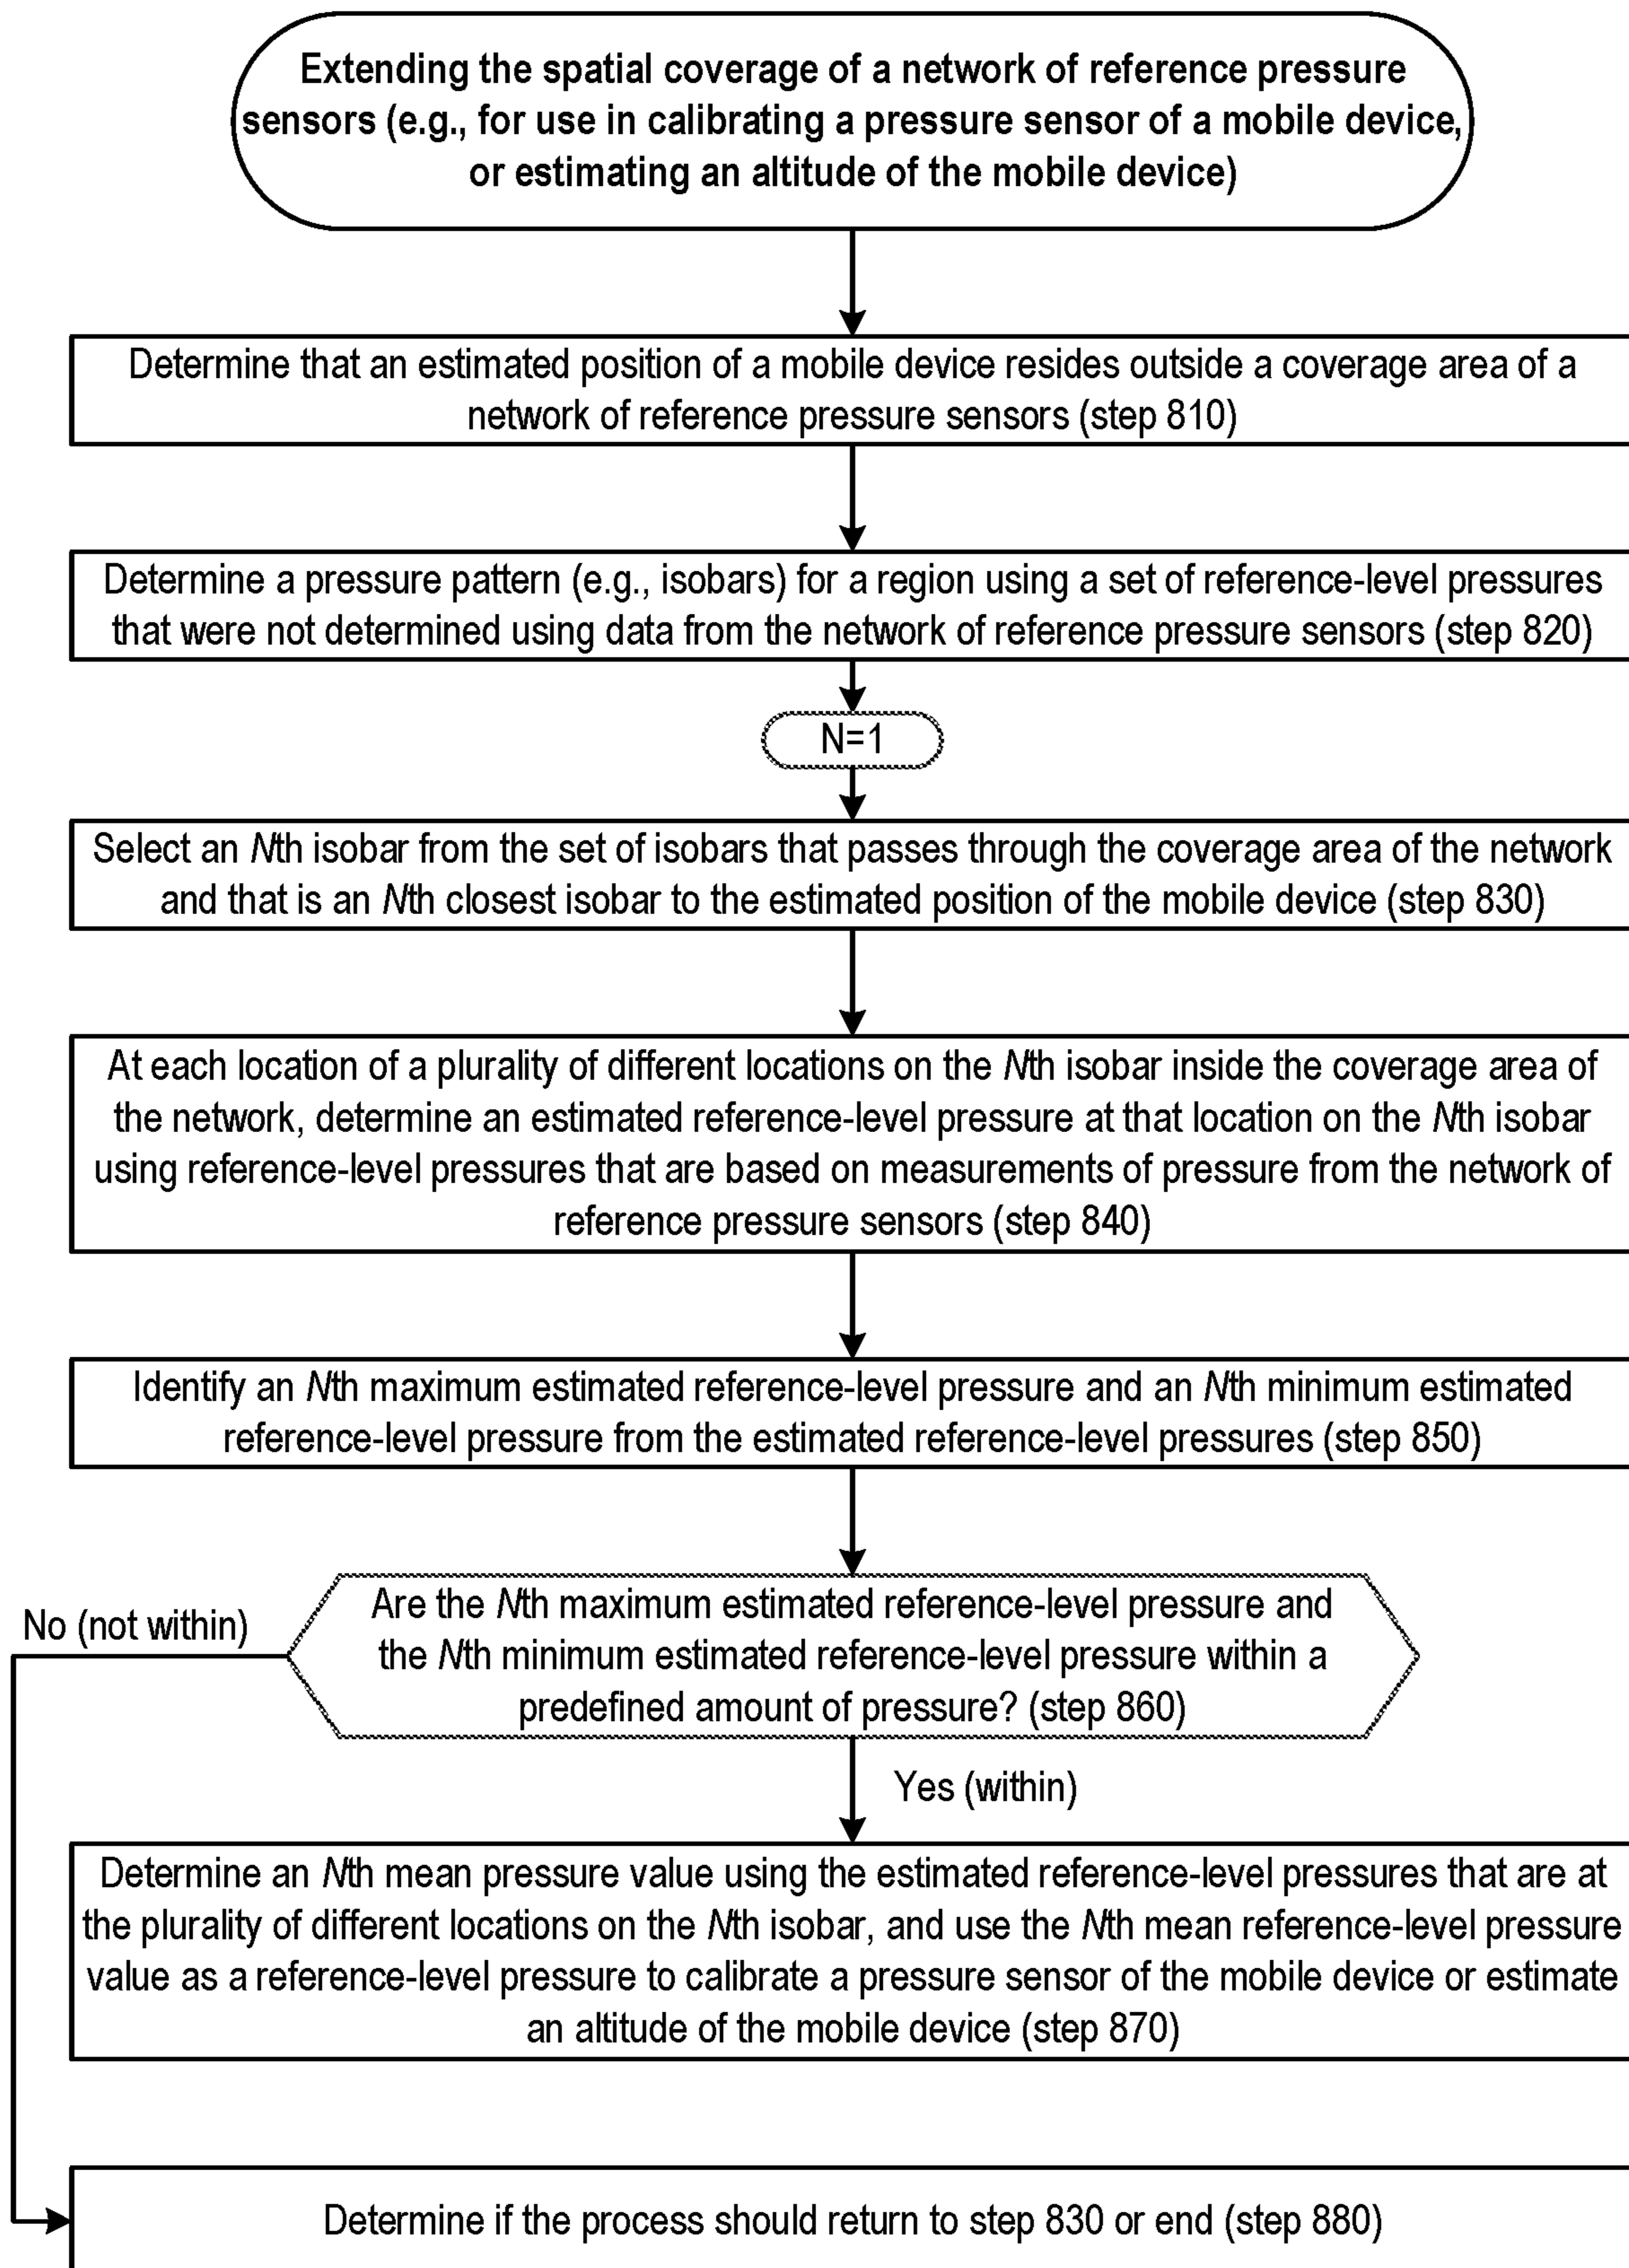 Extending the spatial coverage of a network of reference pressure
sensors (e.g., for use in calibrating a pressure sensor of a mobile device,
or estimating an altitude of the mobile device)
Determine that an estimated position of a mobile device resides outside a coverage area of a
network of reference pressure sensors (step 810)
Determine a pressure pattern (e.g., isobars) for a region using a set of reference-level pressures
that were not determined using data from the network of reference pressure sensors (step 820)
N=1
Select an Nth isobar from the set of isobars that passes through the coverage area of the network
and that is an Nth closest isobar to the estimated position of the mobile device (step 830)
At each location of a plurality of different locations on the Nth isobar inside the coverage area of
the network, determine an estimated reference-level pressure at that location on the Nth isobar
using reference-level pressures that are based on measurements of pressure from the network of
reference pressure sensors (step 840)
Identify an Nth maximum estimated reference-level pressure and an Nth minimum estimated
reference-level pressure from the estimated reference-level pressures (step 850)
No (not within)
Are the Nth maximum estimated reference-level pressure and
the Nth minimum estimated reference-level pressure within a
predefined amount of pressure? (step 860)
Yes (within)
Determine an Nth mean pressure value using the estimated reference-level pressures that are at
the plurality of different locations on the Nth isobar, and use the Nth mean reference-level pressure
value as a reference-level pressure to calibrate a pressure sensor of the mobile device or estimate
an altitude of the mobile device (step 870)
Determine if the process should return to step 830 or end (step 880)